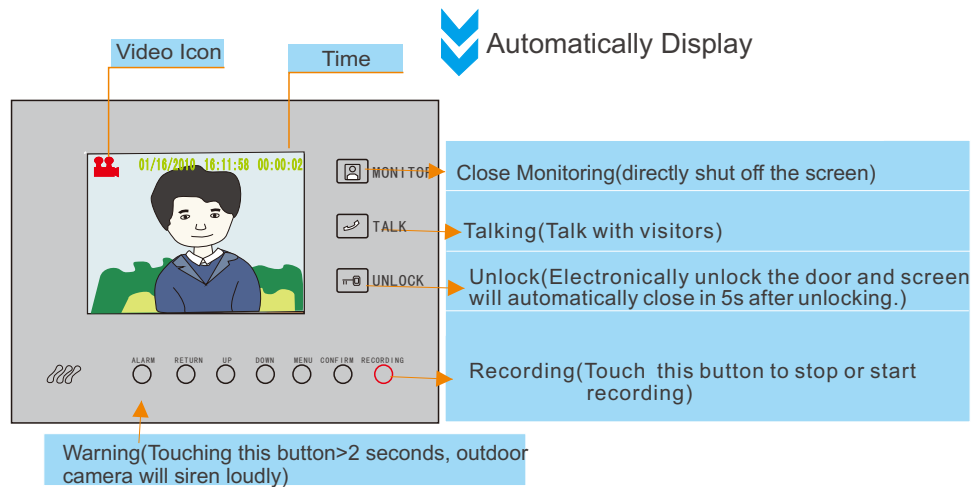 Automatically Display
Video Icon
Time
01/16/2010 16:11:58 00:00:02
MONITOR
Close Monitoring(directly shut off the screen)
TALK
Talking(Talk with visitors)
UNLOCK
Unlock(Electronically unlock the door and screen
will automatically close in 5s after unlocking.)
ALARM RETURN UP DOWN MENU CONFIRM RECORDING
Recording(Touch this button to stop or start
recording)
Warning(Touching this button>2 seconds, outdoor
camera will siren loudly)